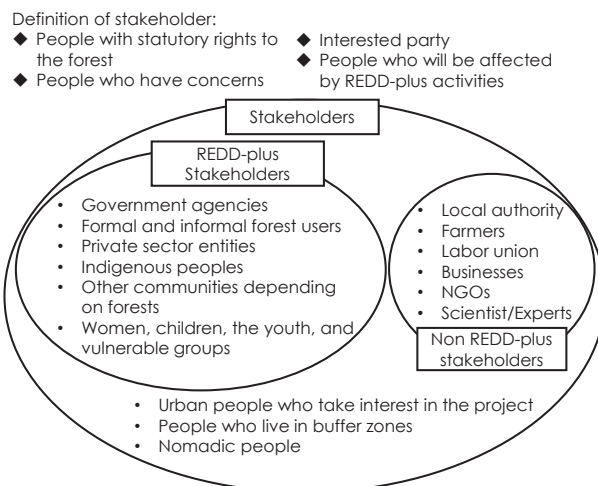 Definition of stakeholder:
◆ People with statutory rights to
the forest
◆ People who have concerns
◆ Interested party
◆ People who will be affected
by REDD-plus activities
Stakeholders
REDD-plus
Stakeholders
• Government agencies
• Formal and informal forest users
• Private sector entities
• Indigenous peoples
• Other communities depending
on forests
• Women, children, the youth, and
vulnerable groups
• Local authority
• Farmers
• Labor union
• Businesses
• NGOs
• Scientist/Experts
Non REDD-plus
stakeholders
• Urban people who take interest in the project
• People who live in buffer zones
• Nomadic people